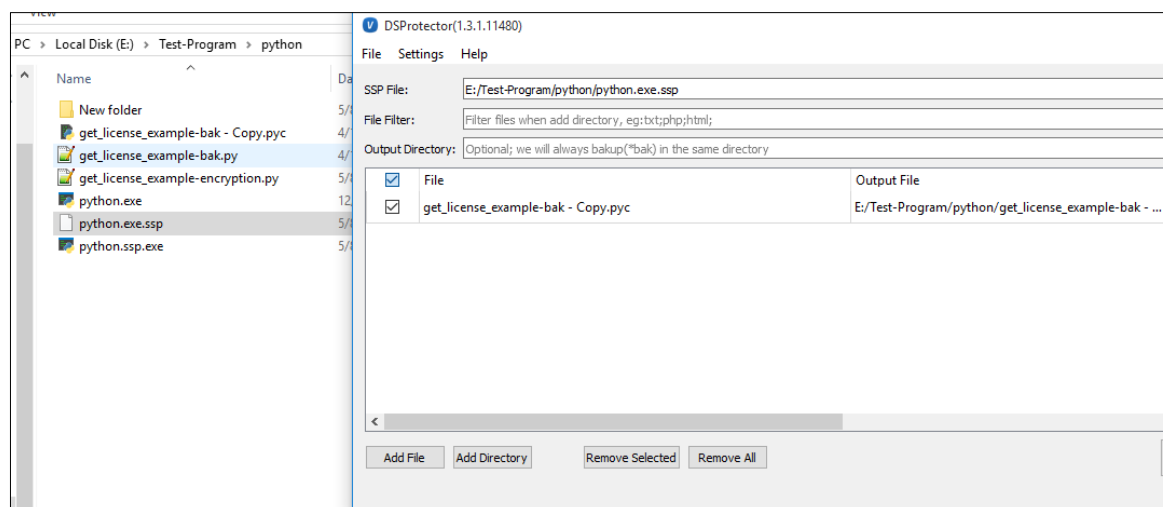 View
PC > Local Disk (E:) > Test-Program > python
Name
Da
New folder
5/8
get_license_example-bak - Copy.pyc
4/
get_license_example-bak.py
4/
get_license_example-encryption.py
5/8
python.exe
12,
python.exe.ssp
5/8
python.ssp.exe
5/8
DSProtector(1.3.1.11480)
File Settings Help
SSP File: E:/Test-Program/python/python.exe.ssp
File Filter: Filter files when add directory, eg:txt;php;html;
Output Directory: Optional; we will always bakup(*bak) in the same directory
File Output File
get_license_example-bak - Copy.pyc E:/Test-Program/python/get_license_example-bak - ...
Add File Add Directory Remove Selected Remove All